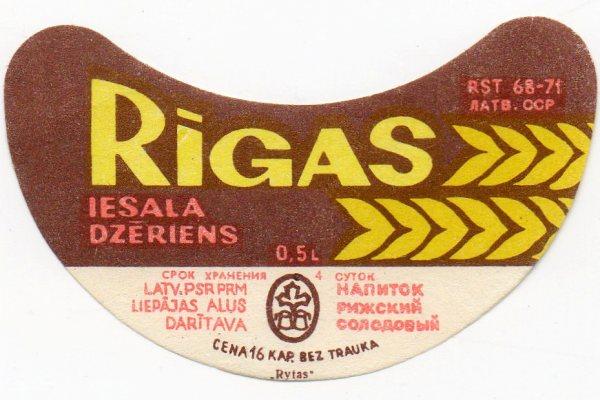 RST 68-71
ЛАТВ. ССР
RĪGAS
IESALA
DZĒRIENS
0,5L
СРОК ХРАНЕНИЯ 4 СУТОК
LATV.PSR PRM
LIEPĀJAS ALUS
DARĪTAVA
НАПИТОК
РИЖСКИЙ
СОЛОДОВЫЙ
CENA 16 KAP. BEZ TRAUKA
„Rytas“